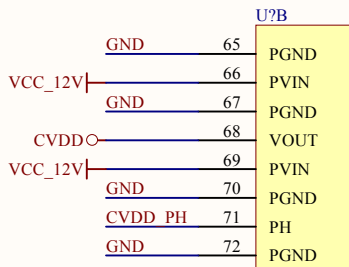 U?B
GND 65 PGND
VCC_12V 66 PVIN
GND 67 PGND
CVDD 68 VOUT
VCC_12V 69 PVIN
GND 70 PGND
CVDD_PH 71 PH
GND 72 PGND